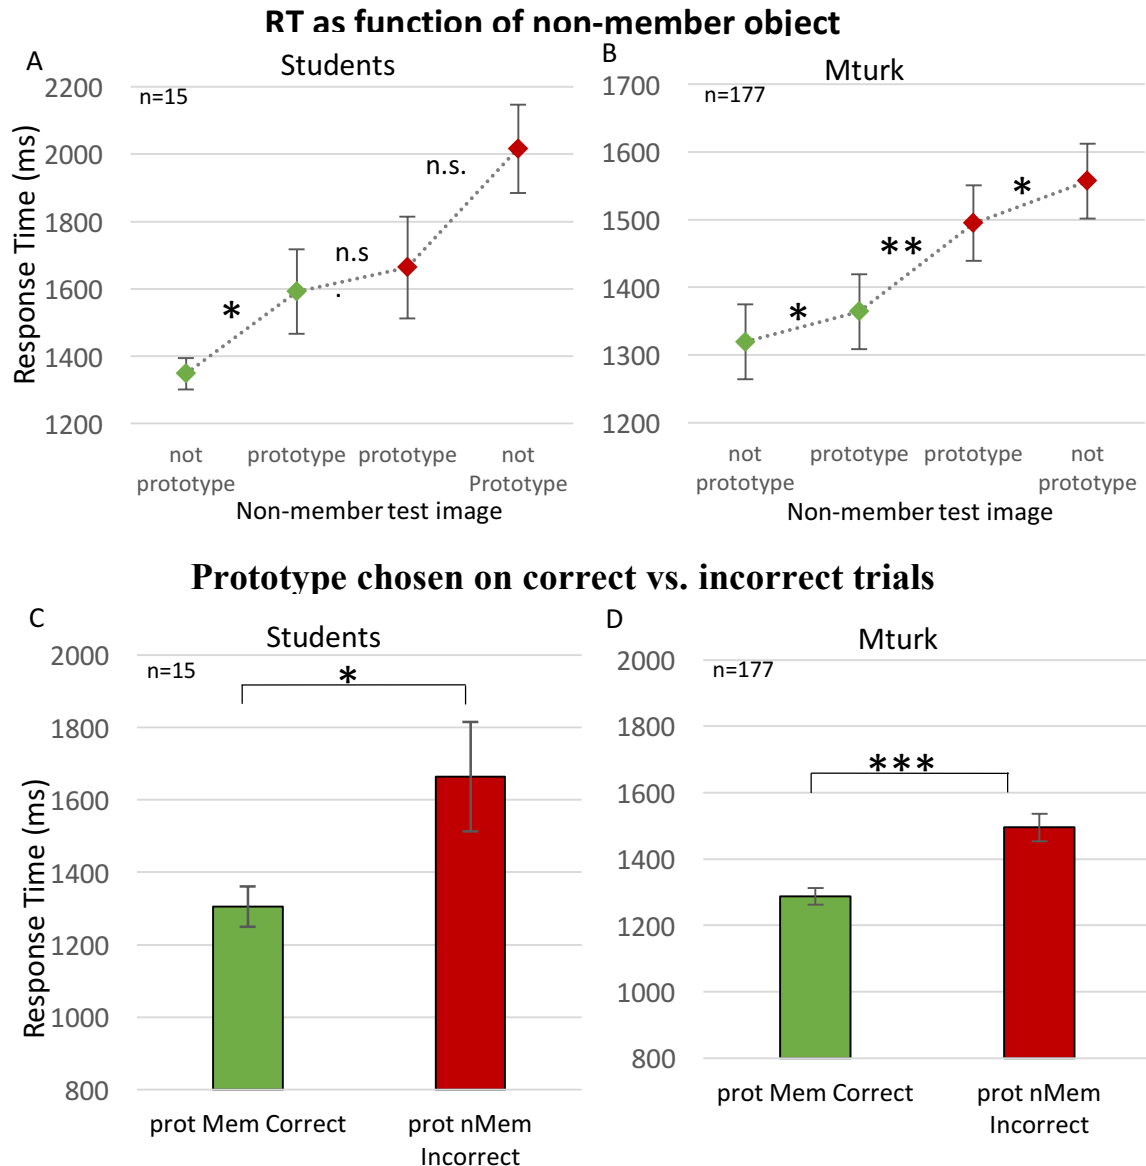 RT as function of non-member object
A
Students
n=15
Response Time (ms)
2200
2000
1800
1600
1400
1200
*
n.s
.
n.s.
not prototype prototype not
prototype Prototype
Non-member test image
B
Mturk
n=177
1700
1600
1500
1400
1300
1200
*
**
*
not prototype prototype not
prototype prototype
Non-member test image
Prototype chosen on correct vs. incorrect trials
C
Students
n=15
Response Time (ms)
2000
1800
1600
1400
1200
1000
800
*
prot Mem Correct prot nMem
Incorrect
D
Mturk
n=177
2000
1800
1600
1400
1200
1000
800
***
prot Mem Correct prot nMem
Incorrect